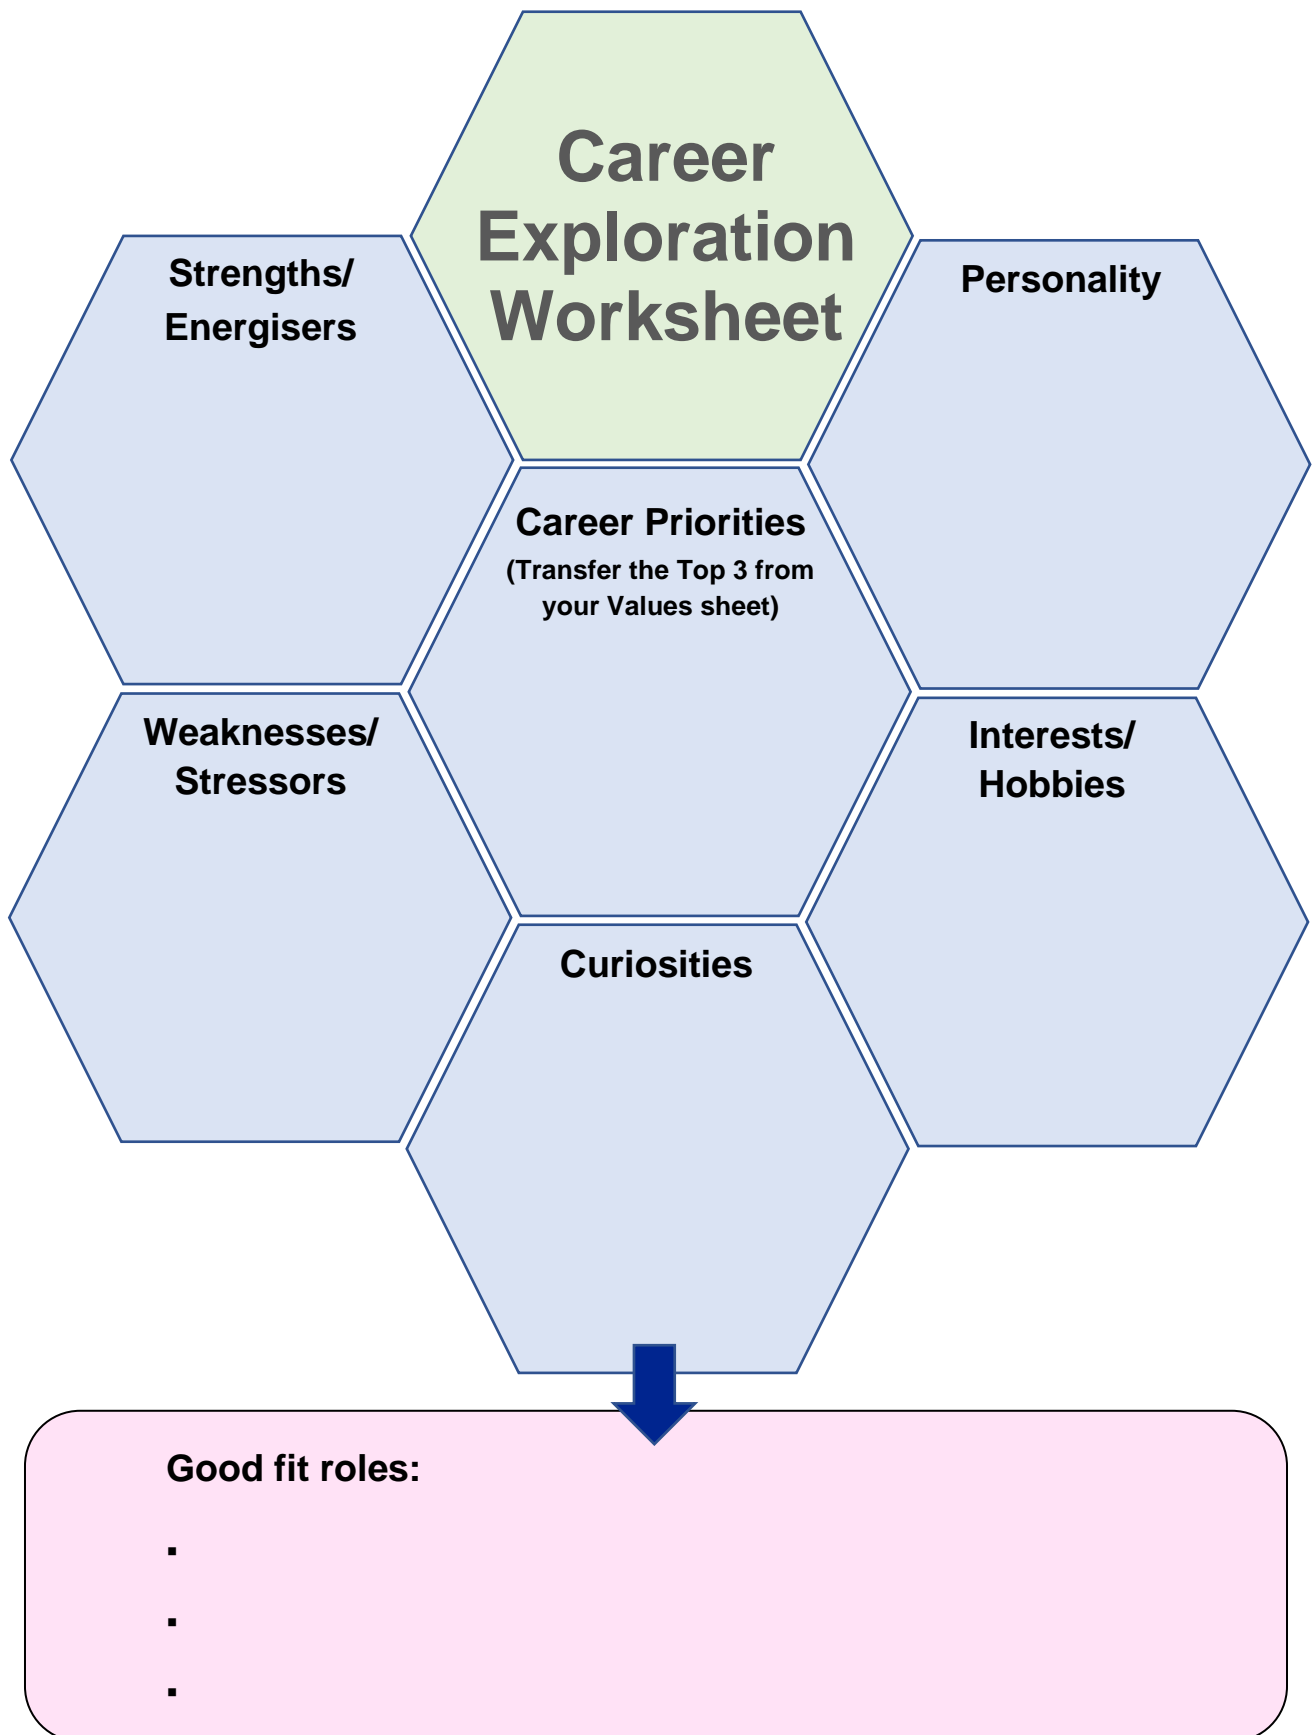 Career
Exploration
Worksheet
Strengths/
Energisers
Personality
Career Priorities
(Transfer the Top 3 from
your Values sheet)
Weaknesses/
Stressors
Interests/
Hobbies
Curiosities
Good fit roles:
▪
▪
▪